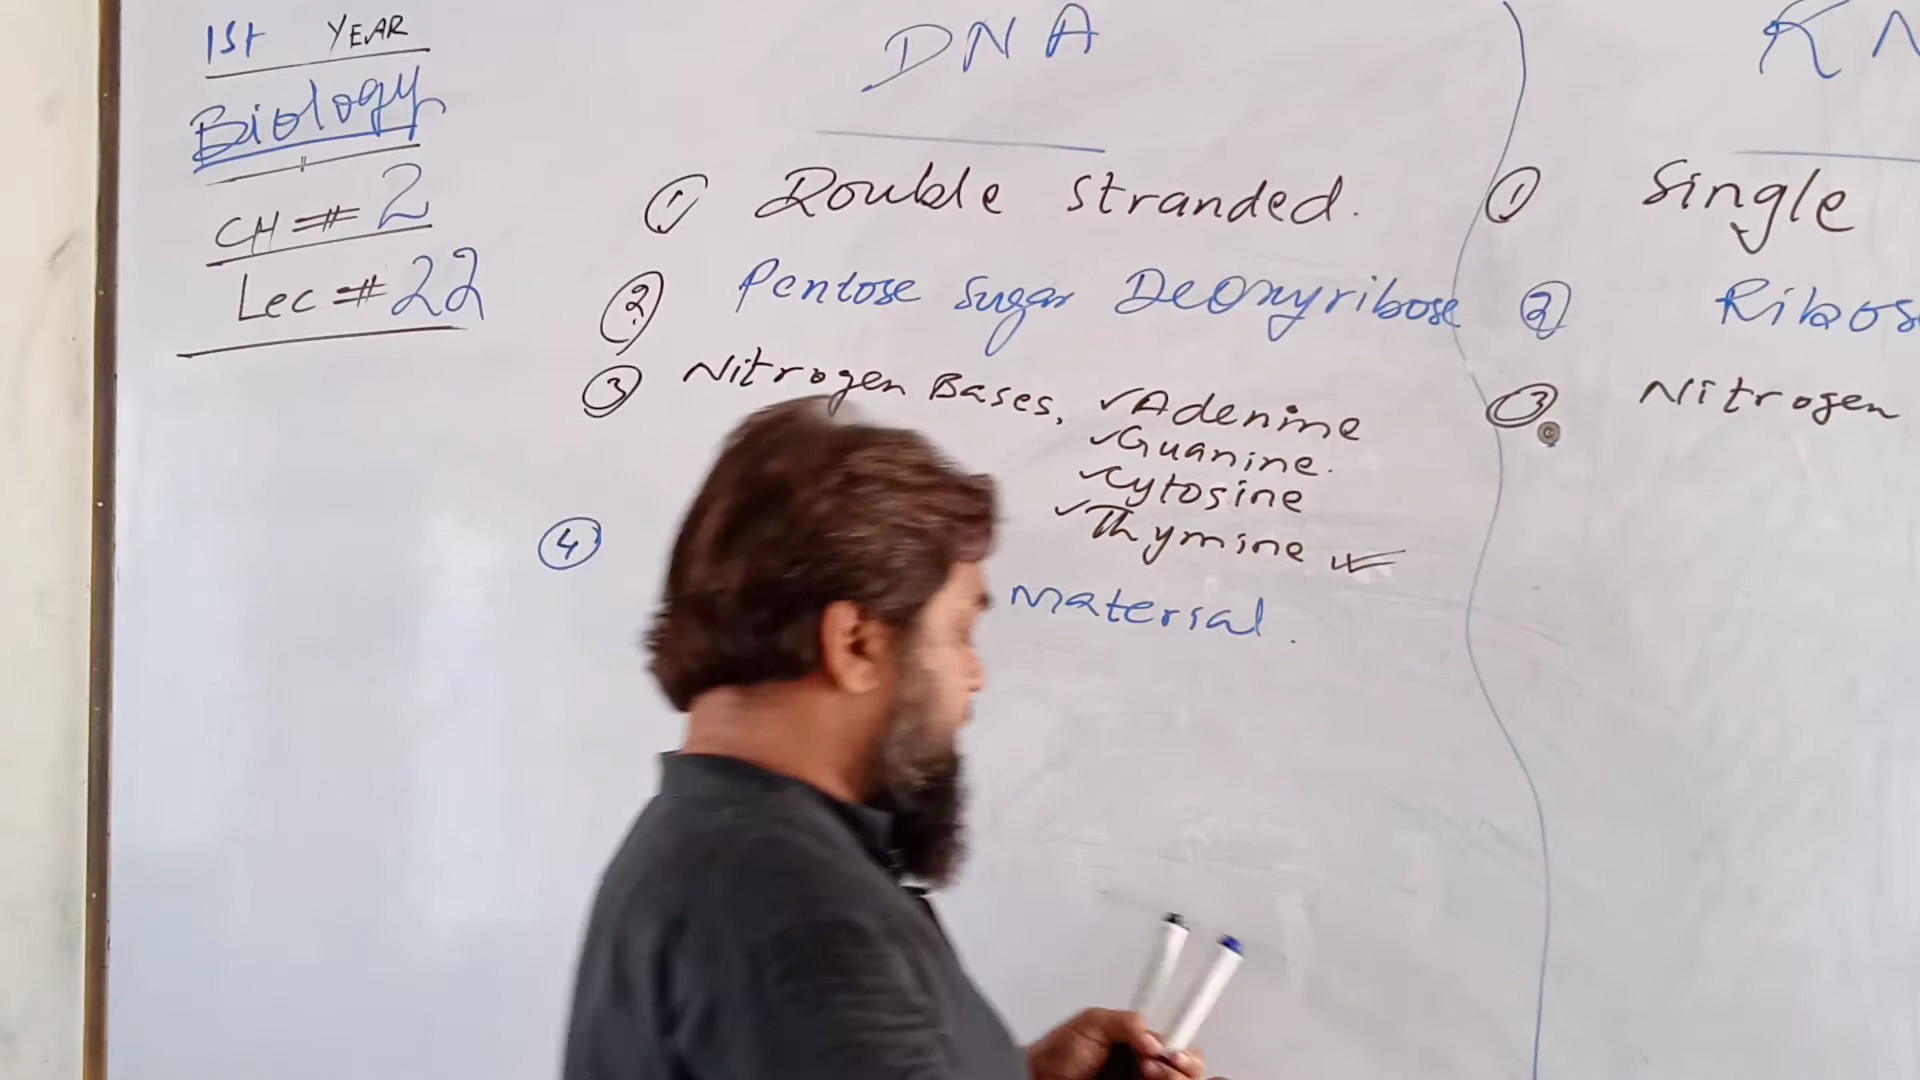 1st YEAR
Biology
CH # 2
Lec # 22
DNA
① Double stranded.
② Pentose Sugar Deoxyribose
③ Nitrogen Bases, ✓Adenine
✓Guanine.
✓Cytosine
✓Thymine ✓
④
Material.
RN
① Single
② Ribos
③ Nitrogen